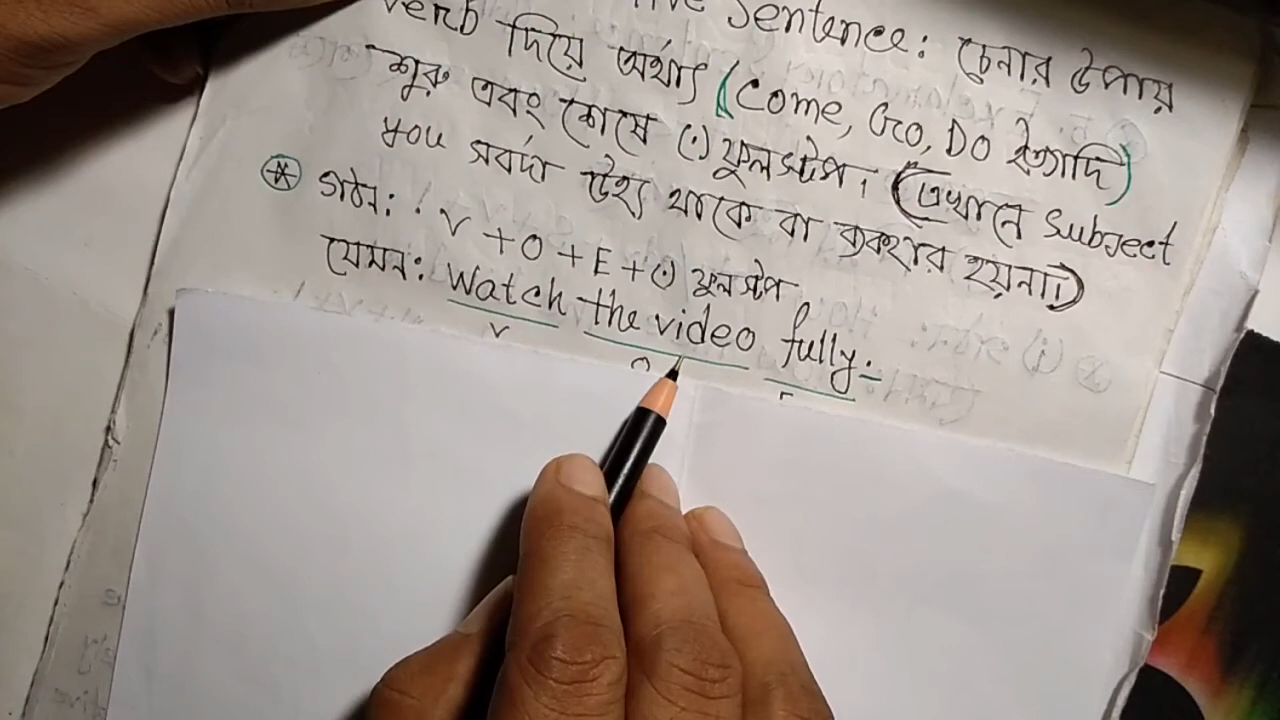 Sentence: চেনার উপায়
Verb দিয়ে অর্থাৎ (Come, Go, Do ইত্যাদি)
শুরু এবং শেষে (.) ফুলস্টপ। (এখানে Subject
you সর্বদা উহ্য থাকে বা ব্যবহার হয়না।)
* গঠন: V + O + E + (.) ফুলস্টপ
যেমন: Watch the video fully.
V O E